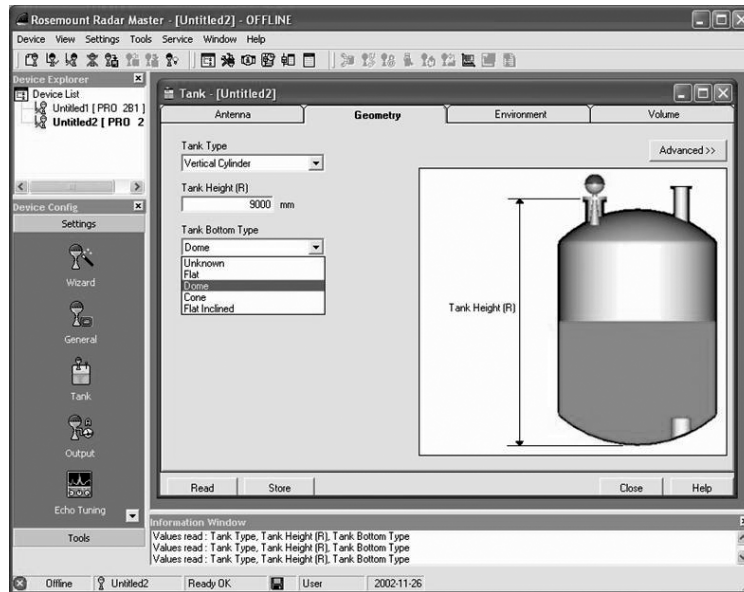 Rosemount Radar Master - [Untitled2] - OFFLINE
Device View Settings Tools Service Window Help
Device Explorer
Device List
Untitled1 [ PRO 2B1 ]
Untitled2 [ PRO 2
Device Config
Settings
Wizard
General
Tank
Output
Echo Tuning
Tools
Tank - [Untitled2]
Antenna Geometry Environment Volume
Tank Type
Vertical Cylinder
Advanced >>
Tank Height (R)
9000 mm
Tank Bottom Type
Dome
Unknown
Flat
Dome
Cone
Flat Inclined
Tank Height (R)
Read Store Close Help
Information Window
Values read : Tank Type, Tank Height (R), Tank Bottom Type
Values read : Tank Type, Tank Height (R), Tank Bottom Type
Values read : Tank Type, Tank Height (R), Tank Bottom Type
Offline Untitled2 Ready OK User 2002-11-26